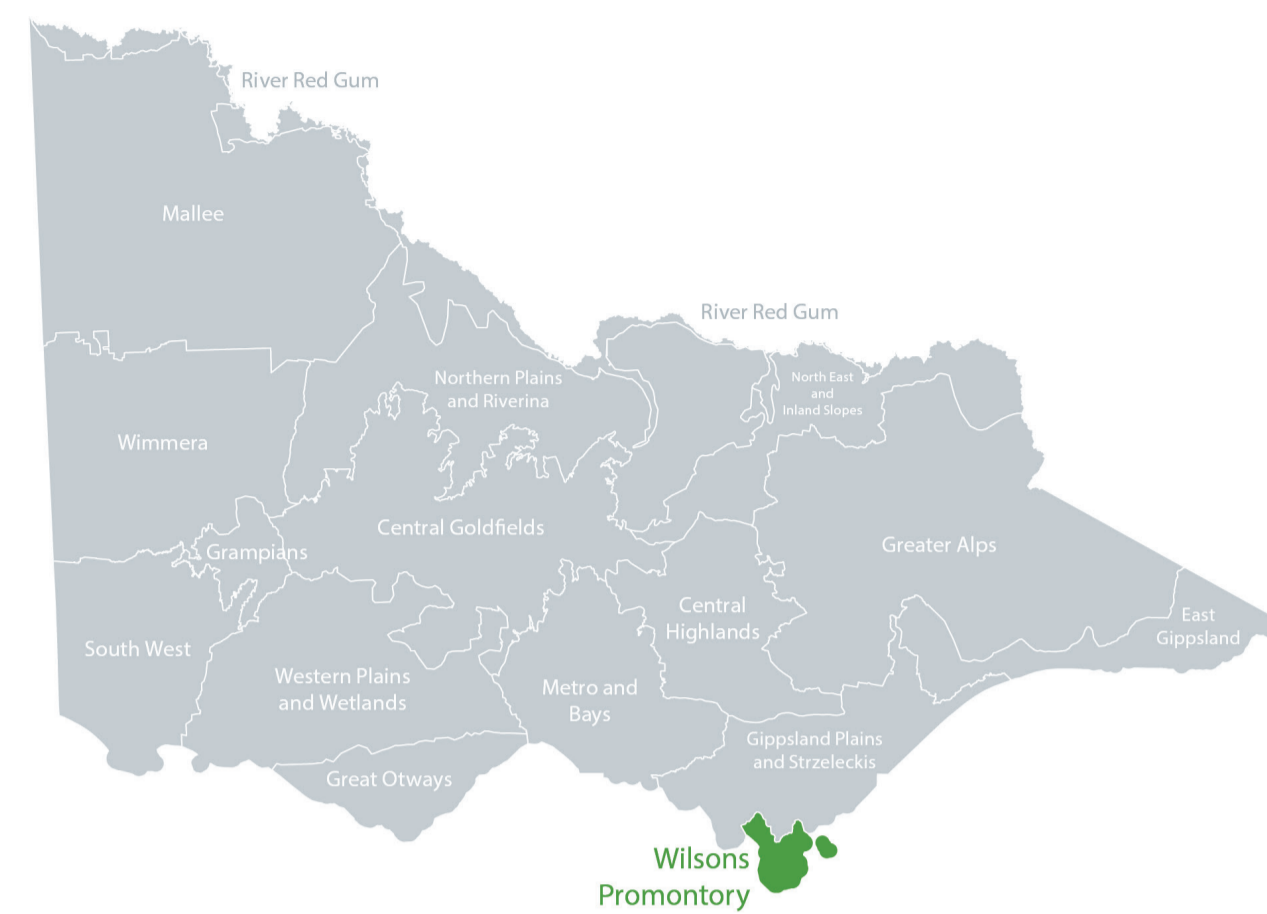 River Red Gum
Mallee
River Red Gum
Northern Plains
and Riverina
North East
and
Inland Slopes
Wimmera
Central Goldfields
Grampians
Greater Alps
Central
Highlands
East
Gippsland
South West
Western Plains
and Wetlands
Metro and
Bays
Gippsland Plains
and Strzeleckis
Great Otways
Wilsons
Promontory